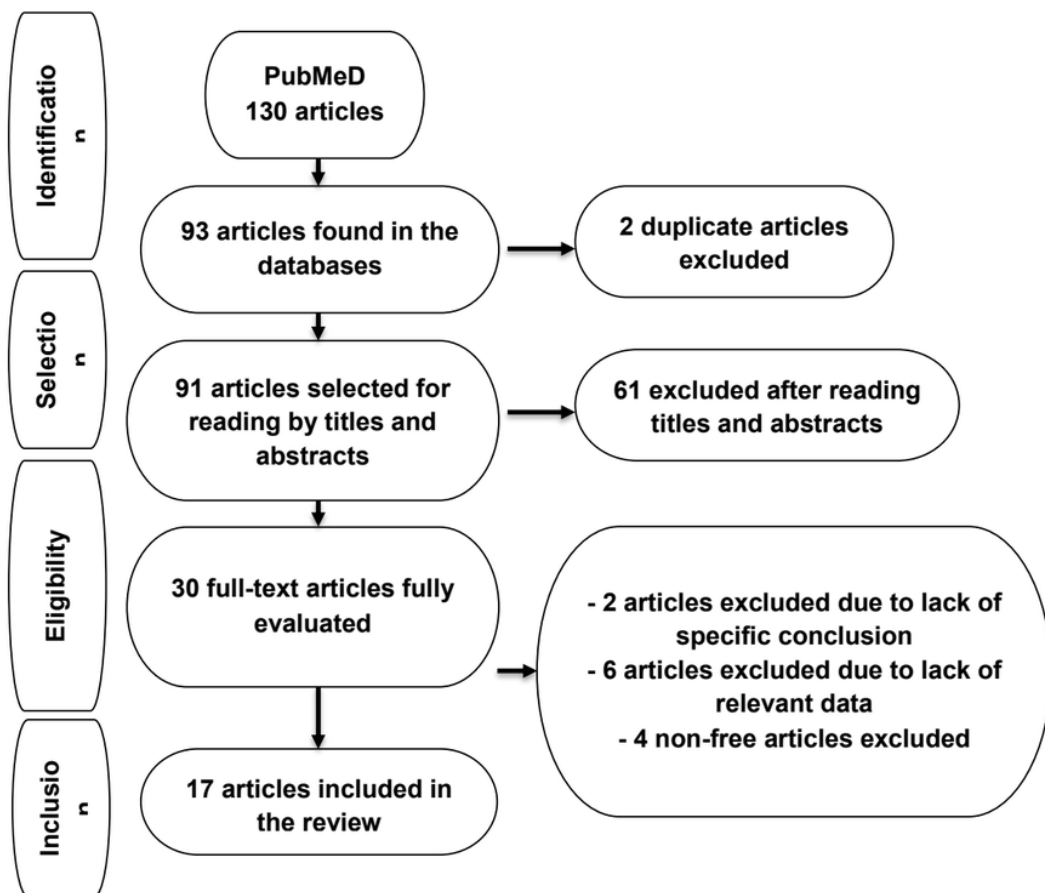 Identificatio
n
PubMeD
130 articles
93 articles found in the
databases
2 duplicate articles
excluded
Selectio
n
91 articles selected for
reading by titles and
abstracts
61 excluded after reading
titles and abstracts
Eligibility
30 full-text articles fully
evaluated
- 2 articles excluded due to lack of
specific conclusion
- 6 articles excluded due to lack of
relevant data
- 4 non-free articles excluded
Inclusio
n
17 articles included in
the review